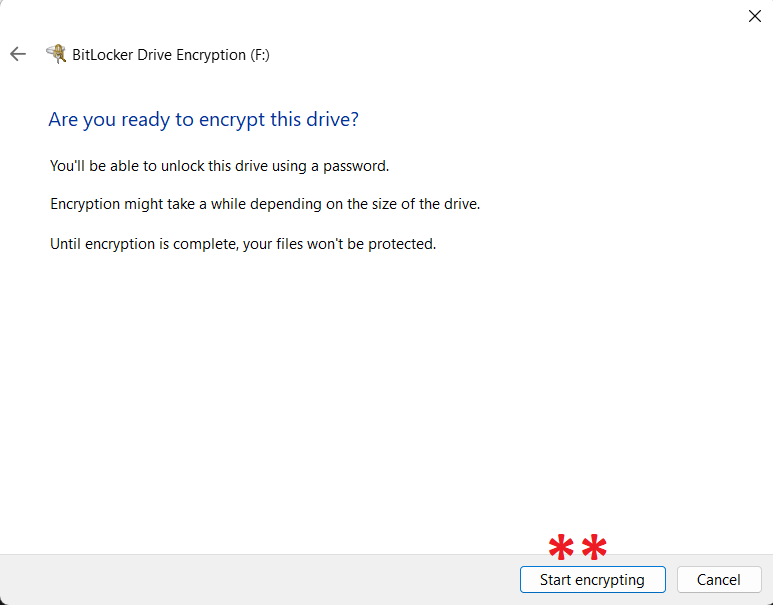 BitLocker Drive Encryption (F:)
Are you ready to encrypt this drive?
You'll be able to unlock this drive using a password.
Encryption might take a while depending on the size of the drive.
Until encryption is complete, your files won't be protected.
**
Start encrypting
Cancel